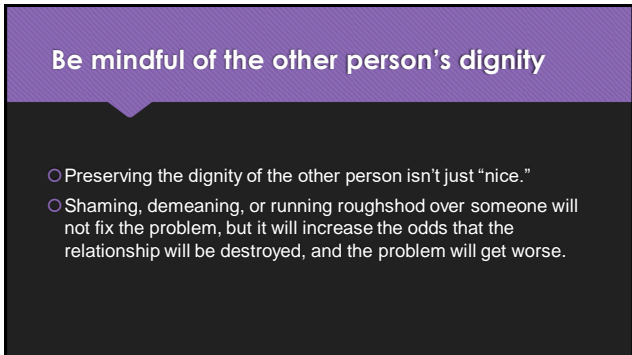 Be mindful of the other person’s dignity
Preserving the dignity of the other person isn’t just “nice.”
Shaming, demeaning, or running roughshod over someone will
not fix the problem, but it will increase the odds that the
relationship will be destroyed, and the problem will get worse.